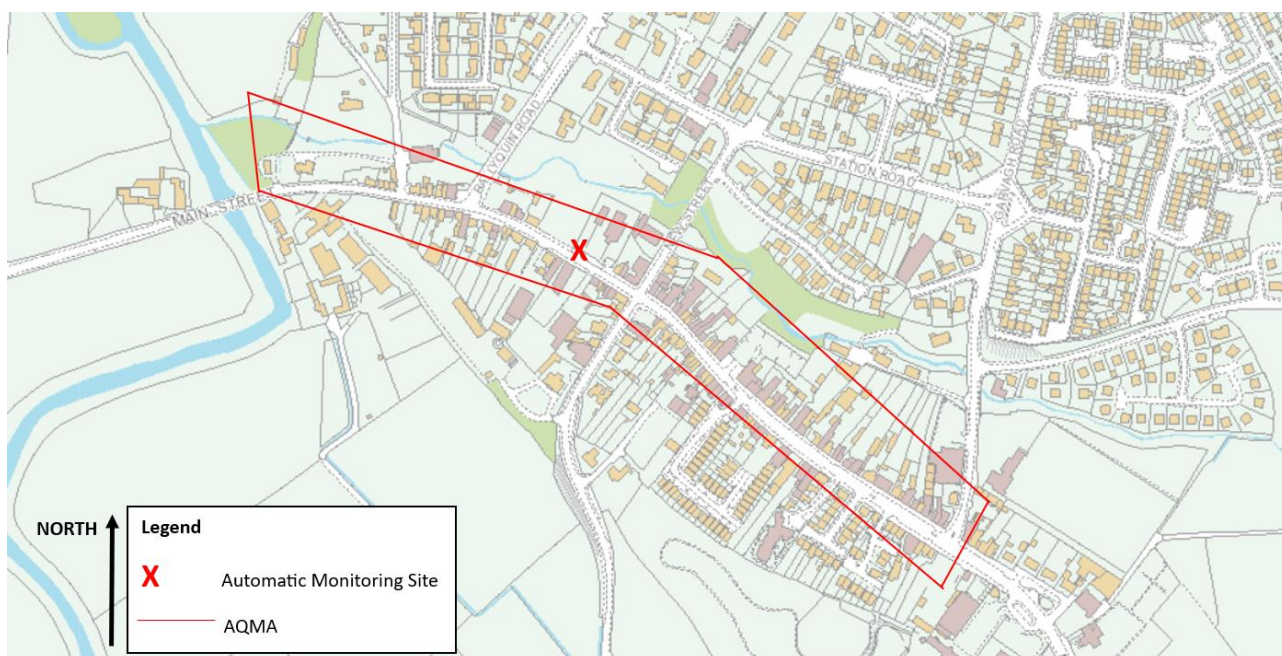 STATION ROAD
MAIN STREET
X
NORTH
Legend
X Automatic Monitoring Site
AQMA